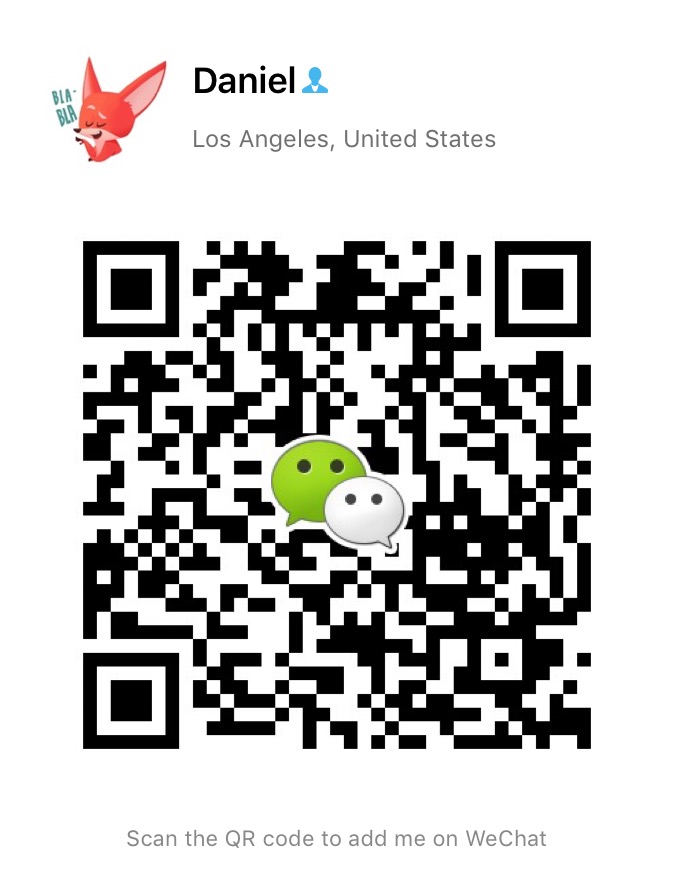 BLA-
BLA
Daniel
Los Angeles, United States
Scan the QR code to add me on WeChat